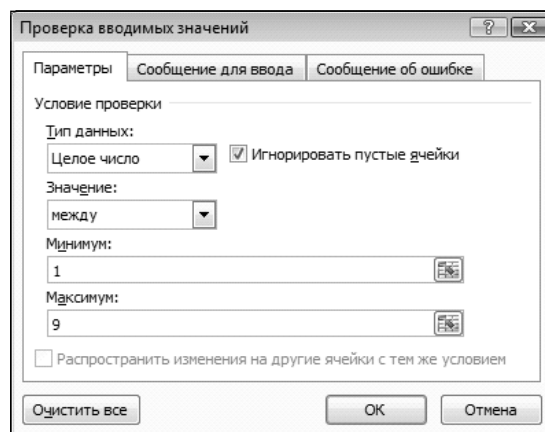 Проверка вводимых значений
Параметры Сообщение для ввода Сообщение об ошибке
Условие проверки
Тип данных:
Целое число Игнорировать пустые ячейки
Значение:
между
Минимум:
1
Максимум:
9
Распространить изменения на другие ячейки с тем же условием
Очистить все ОК Отмена